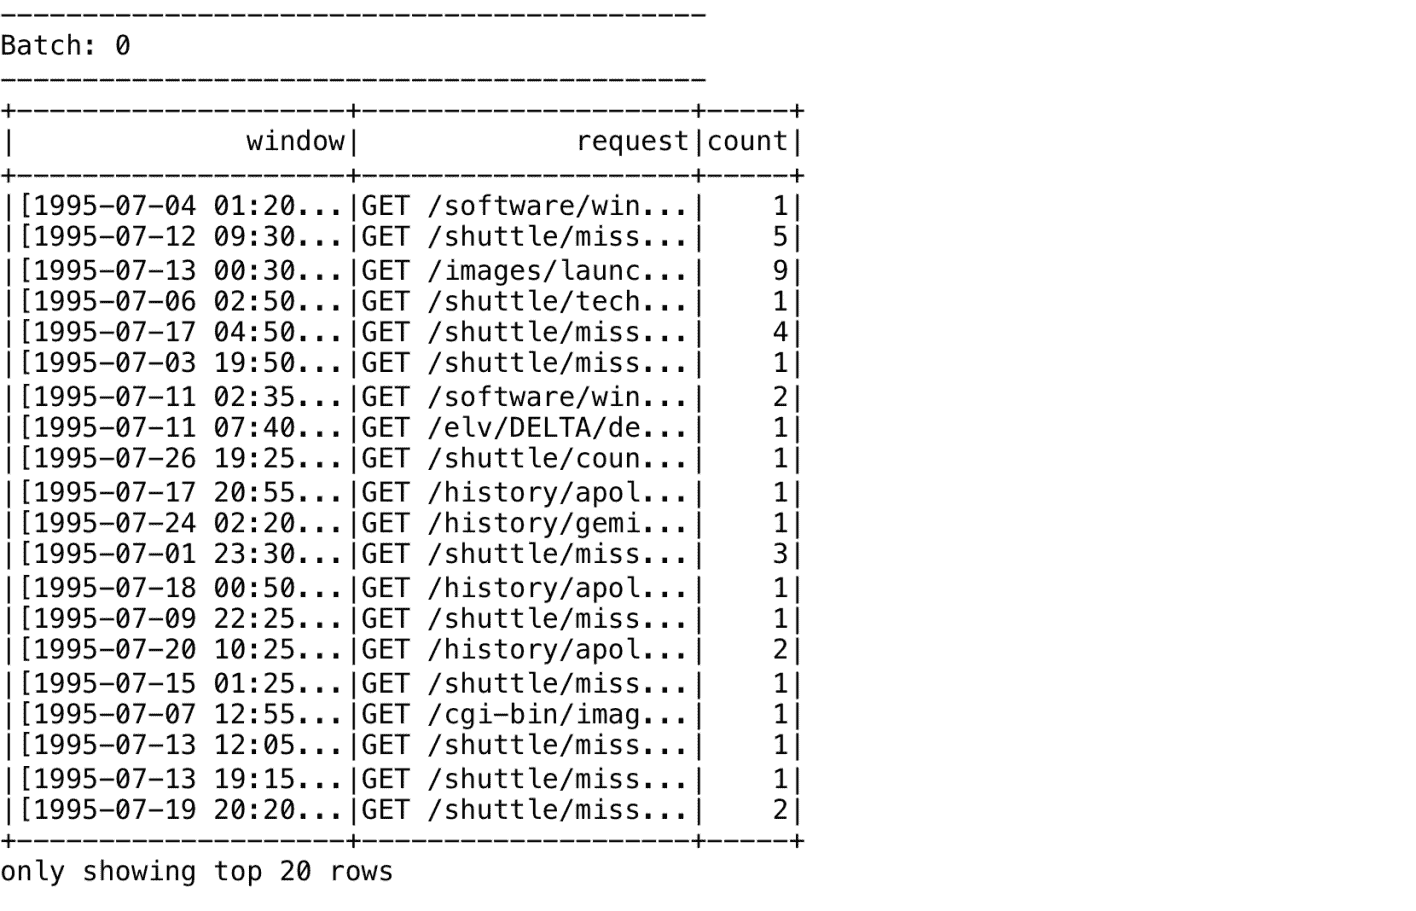 -------------------------------------------
Batch: 0
-------------------------------------------
+--------------------+--------------------+-----+
|              window|             request|count|
+--------------------+--------------------+-----+
|[1995-07-04 01:20...|GET /software/win...|    1|
|[1995-07-12 09:30...|GET /shuttle/miss...|    5|
|[1995-07-13 00:30...|GET /images/launc...|    9|
|[1995-07-06 02:50...|GET /shuttle/tech...|    1|
|[1995-07-17 04:50...|GET /shuttle/miss...|    4|
|[1995-07-03 19:50...|GET /shuttle/miss...|    1|
|[1995-07-11 02:35...|GET /software/win...|    2|
|[1995-07-11 07:40...|GET /elv/DELTA/de...|    1|
|[1995-07-26 19:25...|GET /shuttle/coun...|    1|
|[1995-07-17 20:55...|GET /history/apol...|    1|
|[1995-07-24 02:20...|GET /history/gemi...|    1|
|[1995-07-01 23:30...|GET /shuttle/miss...|    3|
|[1995-07-18 00:50...|GET /history/apol...|    1|
|[1995-07-09 22:25...|GET /shuttle/miss...|    1|
|[1995-07-20 10:25...|GET /history/apol...|    2|
|[1995-07-15 01:25...|GET /shuttle/miss...|    1|
|[1995-07-07 12:55...|GET /cgi-bin/imag...|    1|
|[1995-07-13 12:05...|GET /shuttle/miss...|    1|
|[1995-07-13 19:15...|GET /shuttle/miss...|    1|
|[1995-07-19 20:20...|GET /shuttle/miss...|    2|
+--------------------+--------------------+-----+
only showing top 20 rows